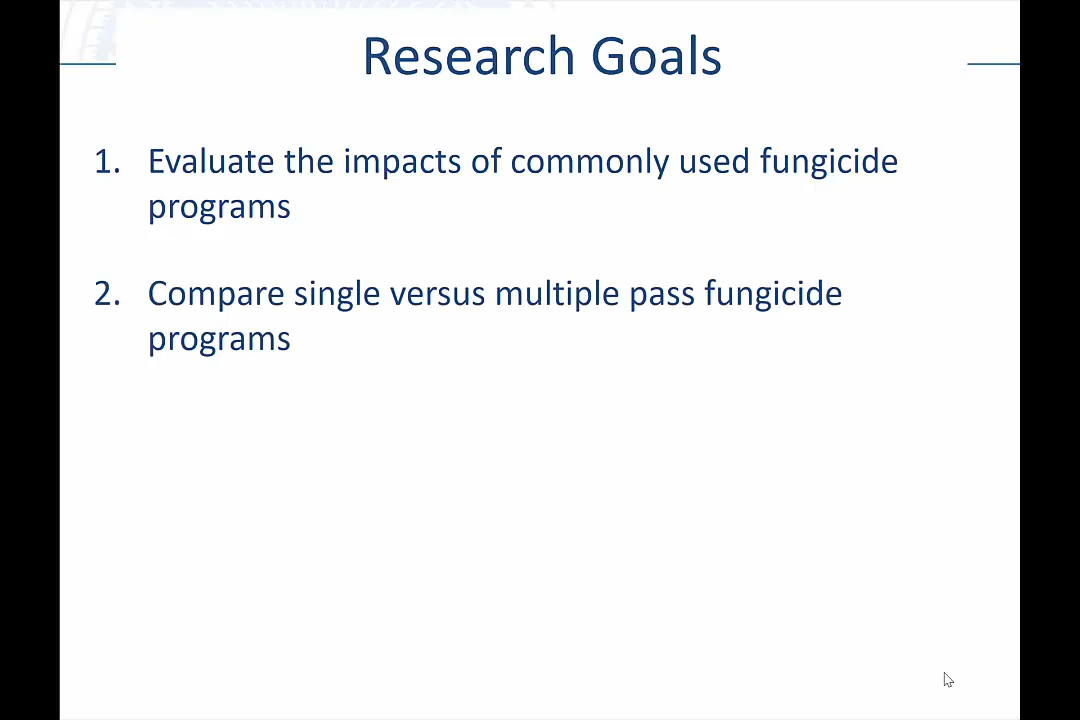 Research Goals
1. Evaluate the impacts of commonly used fungicide
programs
2. Compare single versus multiple pass fungicide
programs